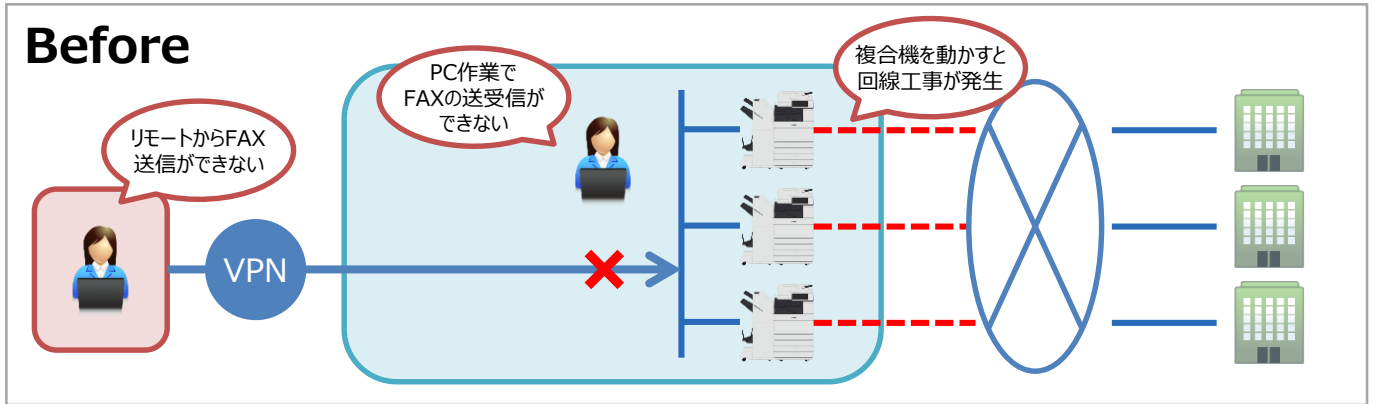 Before
リモートからFAX
送信ができない
VPN
PC作業で
FAXの送受信が
できない
複合機を動かすと
回線工事が発生